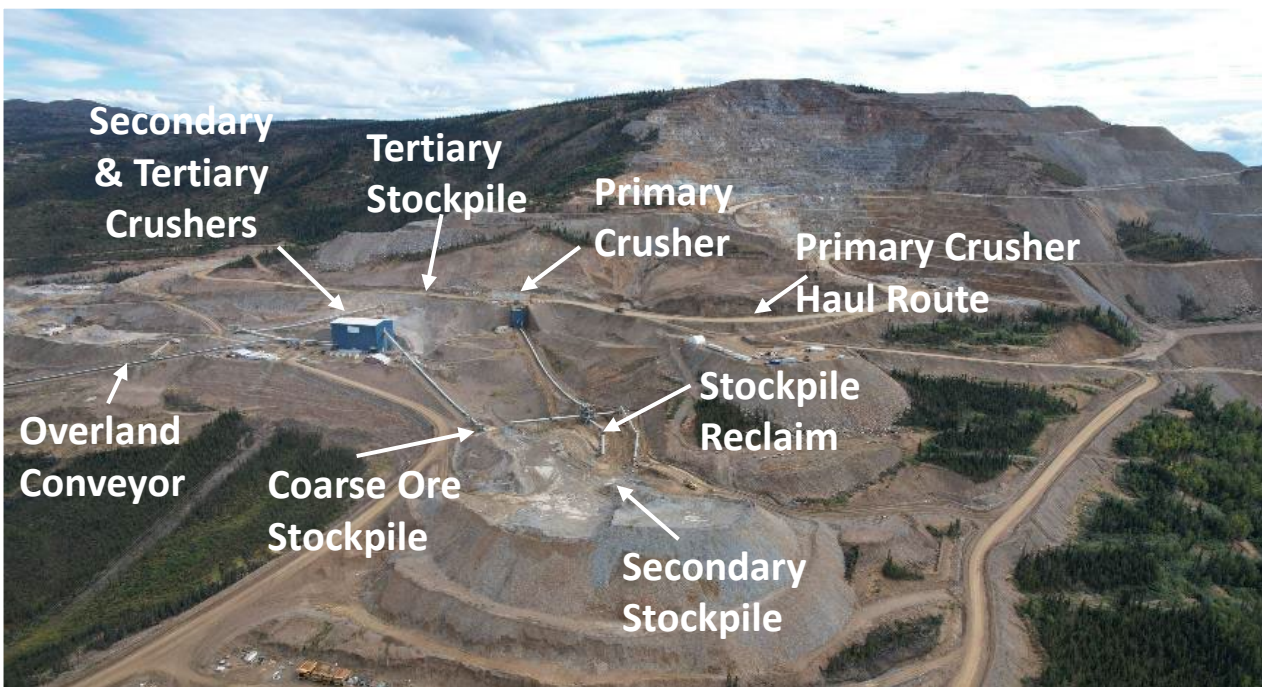 Secondary
& Tertiary
Crushers
Tertiary
Stockpile
Primary
Crusher
Primary Crusher
Haul Route
Stockpile
Reclaim
Overland
Conveyor
Coarse Ore
Stockpile
Secondary
Stockpile